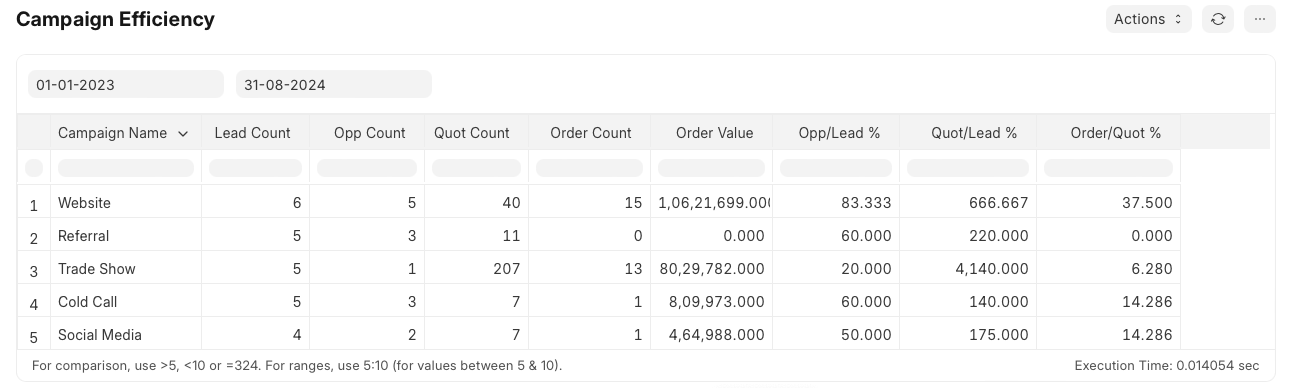 Campaign Efficiency
Actions
01-01-2023 31-08-2024
Campaign Name Lead Count Opp Count Quot Count Order Count Order Value Opp/Lead % Quot/Lead % Order/Quot %
1 Website 6 5 40 15 1,06,21,699.00 83.333 666.667 37.500
2 Referral 5 3 11 0 0.000 60.000 220.000 0.000
3 Trade Show 5 1 207 13 80,29,782.000 20.000 4,140.000 6.280
4 Cold Call 5 3 7 1 8,09,973.000 60.000 140.000 14.286
5 Social Media 4 2 7 1 4,64,988.000 50.000 175.000 14.286
For comparison, use >5, <10 or =324. For ranges, use 5:10 (for values between 5 & 10). Execution Time: 0.014054 sec